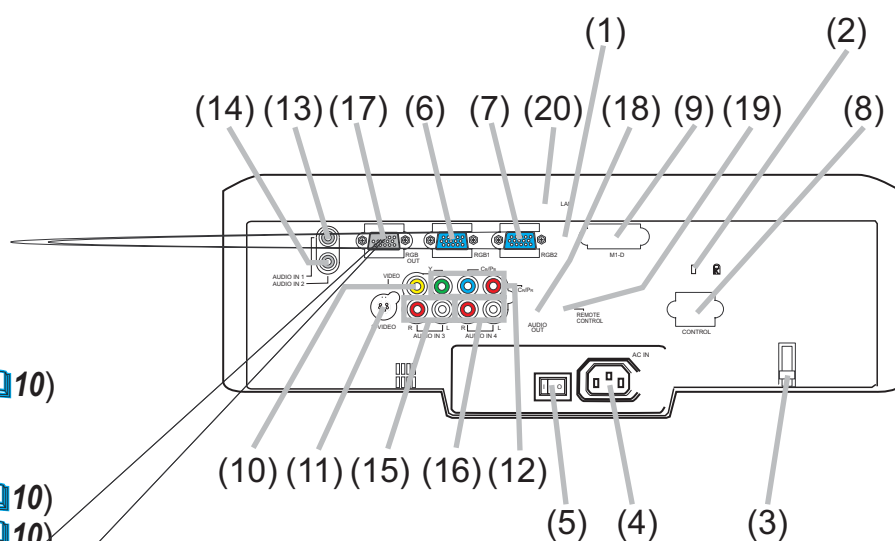 (1) (2)
(14) (13) (17) (6) (7) (20) (18) (9) (19) (8)
LAN
RGB OUT
RGB1
RGB2
M1-D
AUDIO IN 1
AUDIO IN 2
VIDEO
Y
CB/PB
CR/PR
S-VIDEO
R L
AUDIO IN 3
R L
AUDIO IN 4
AUDIO OUT
REMOTE CONTROL
K
CONTROL
AC IN
I O
10)
10)
10)
(10) (11) (15) (16) (12)
(5) (4) (3)